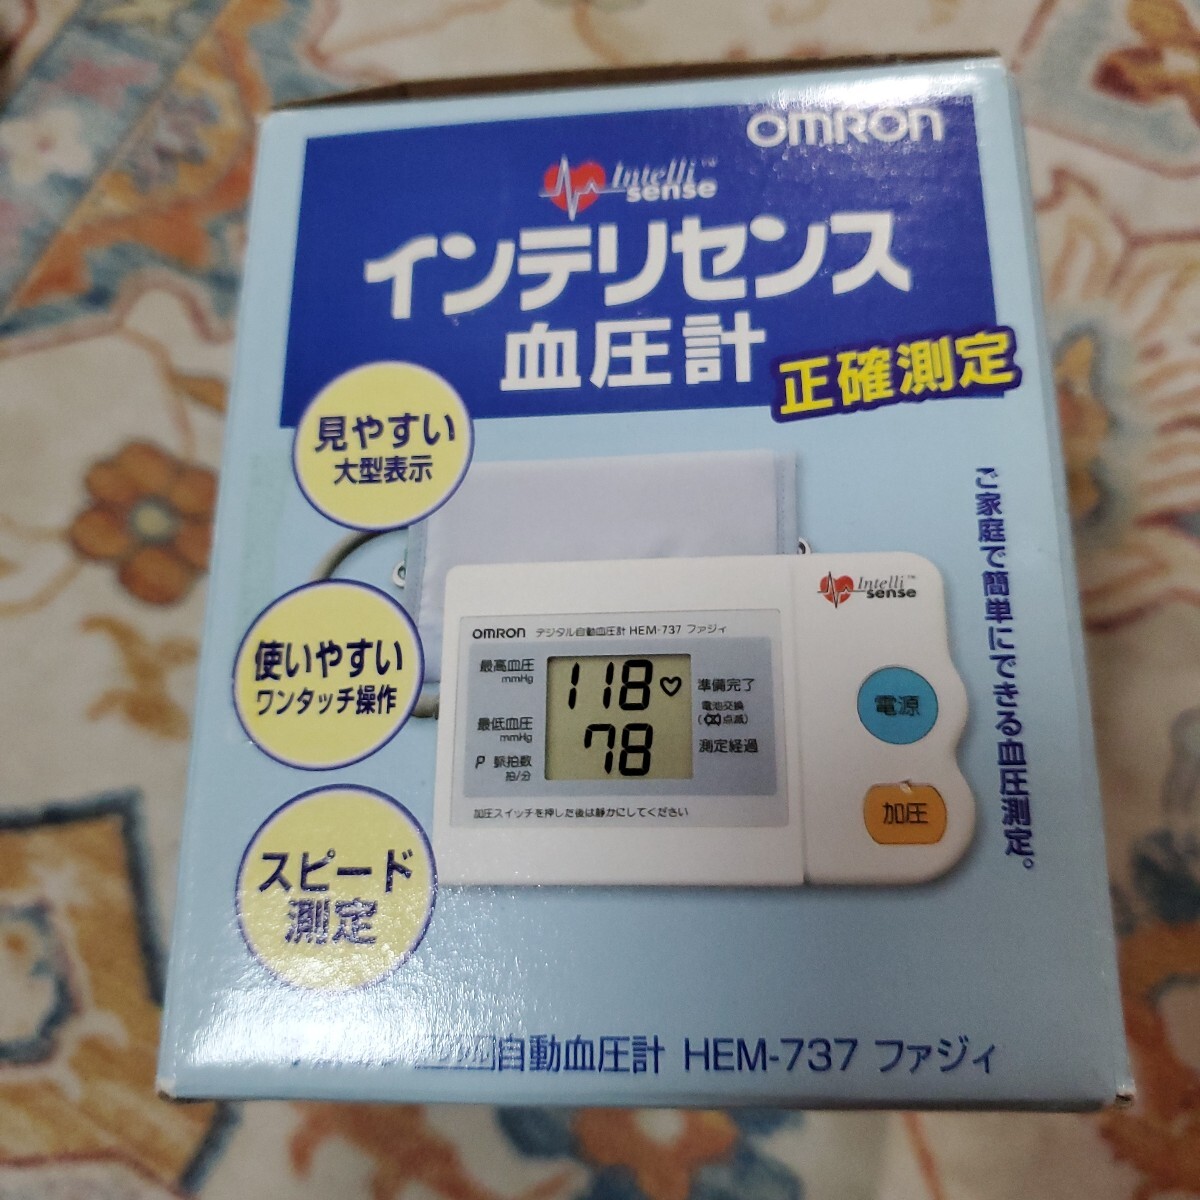 OMRON
Intelli™
sense
インテリセンス
血圧計
正確測定
見やすい
大型表示
使いやすい
ワンタッチ操作
スピード
測定
ご家庭で簡単にできる血圧測定。
Intelli™
sense
OMRON デジタル自動血圧計 HEM-737 ファジィ
最高血圧
mmHg
118
準備完了
電池交換
点滅)
最低血圧
mmHg
78
測定経過
P 脈拍数
拍/分
加圧スイッチを押した後は静かにしてください
電源
加圧
自動血圧計 HEM-737 ファジィ